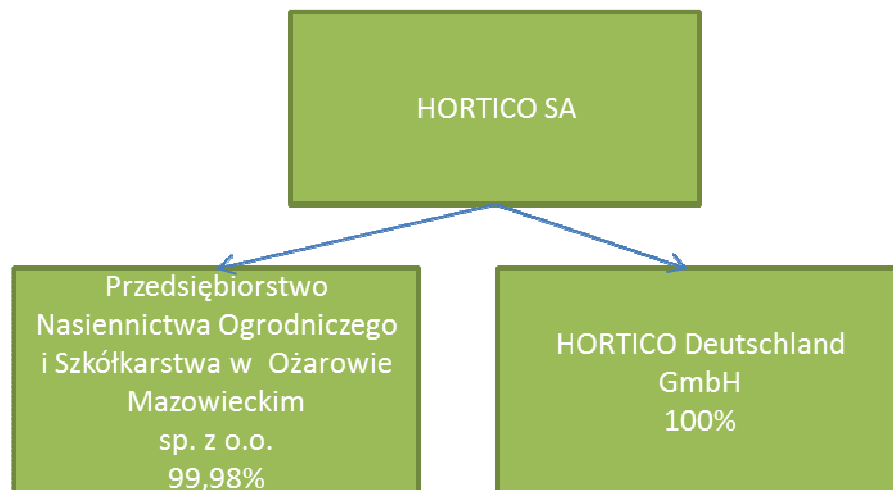 HORTICO SA
Przedsiębiorstwo
Nasiennictwa Ogrodniczego
i Szkółkarstwa w Ożarowie
Mazowieckim
sp. z o.o.
99,98%
HORTICO Deutschland
GmbH
100%